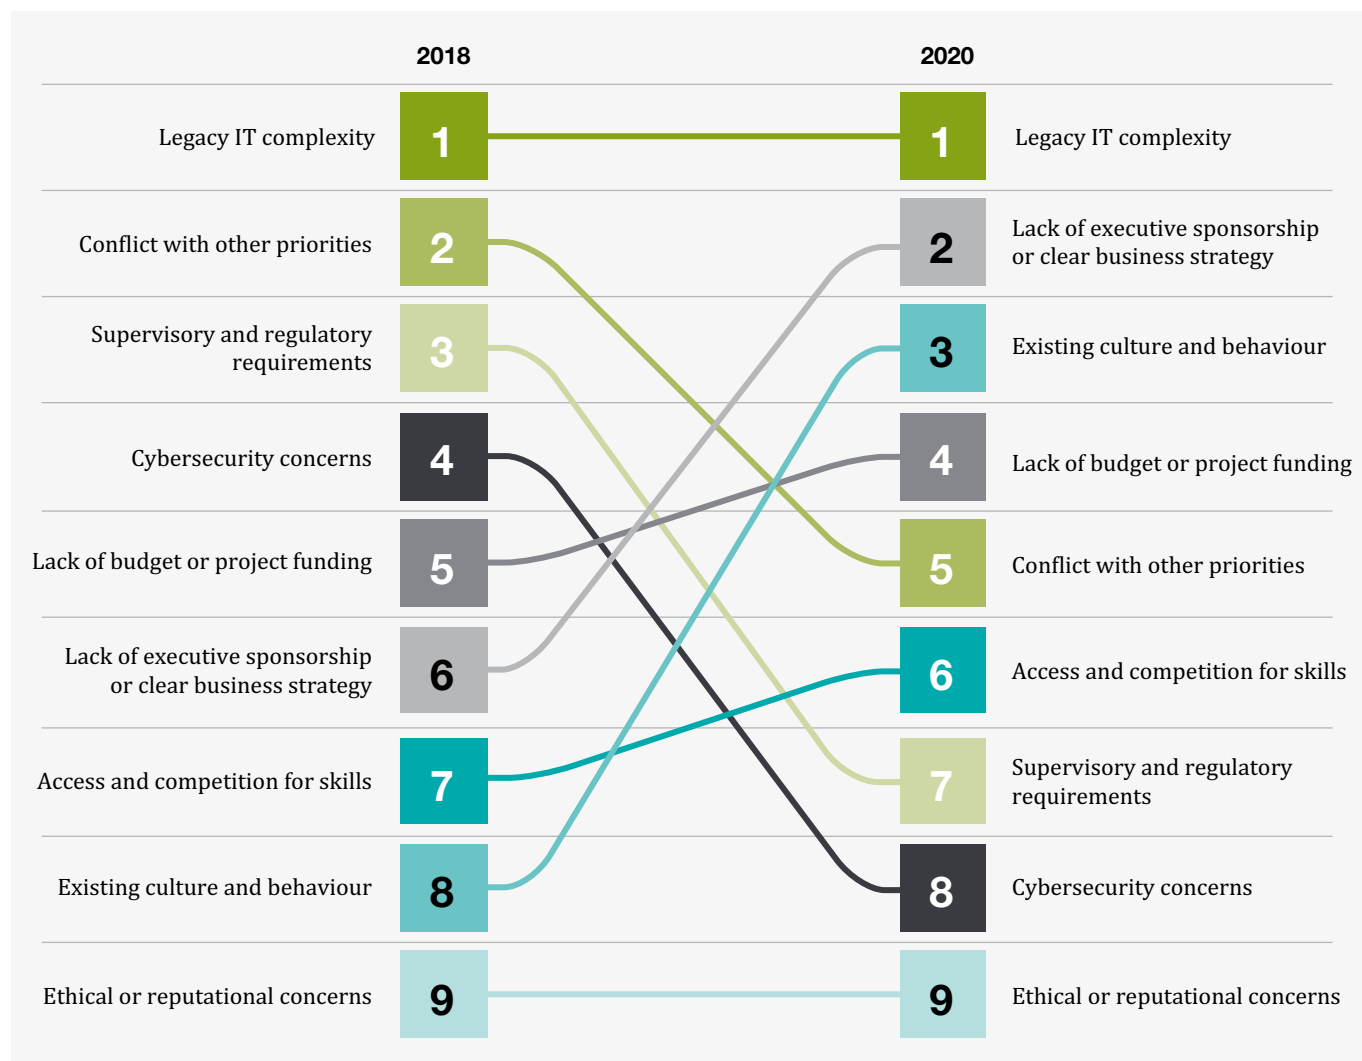 2018 2020
Legacy IT complexity 1 1 Legacy IT complexity
Conflict with other priorities 2 2 Lack of executive sponsorship
or clear business strategy
Supervisory and regulatory
requirements 3 3 Existing culture and behaviour
Cybersecurity concerns 4 4 Lack of budget or project funding
Lack of budget or project funding 5 5 Conflict with other priorities
Lack of executive sponsorship
or clear business strategy 6 6 Access and competition for skills
Access and competition for skills 7 7 Supervisory and regulatory
requirements
Existing culture and behaviour 8 8 Cybersecurity concerns
Ethical or reputational concerns 9 9 Ethical or reputational concerns